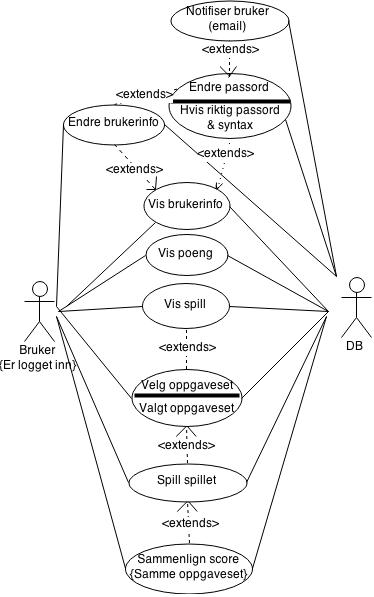 Notifiser bruker
(email)
<extends>
Endre passord
<extends>
Hvis riktig passord
& syntax
Endre brukerinfo
<extends>
<extends>
Vis brukerinfo
Vis poeng
Vis spill
Bruker
{Er logget inn}
DB
<extends>
Velg oppgaveset
Valgt oppgaveset
<extends>
Spill spillet
<extends>
Sammenlign score
{Samme oppgaveset}